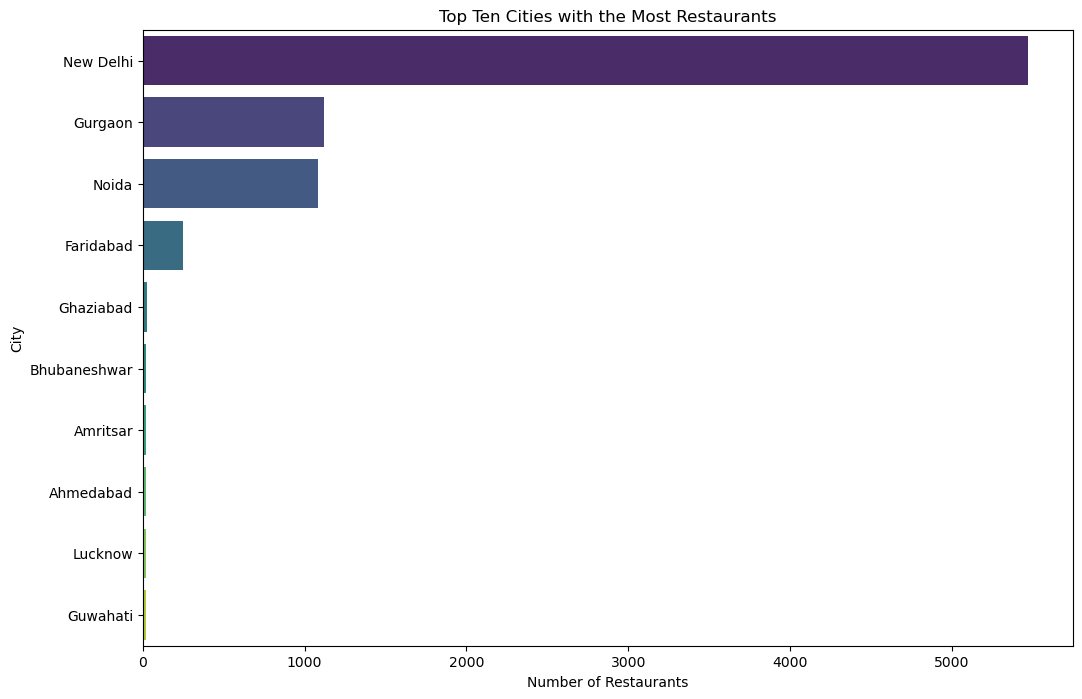 Top Ten Cities with the Most Restaurants
New Delhi
Gurgaon
Noida
Faridabad
Ghaziabad
Bhubaneshwar
Amritsar
Ahmedabad
Lucknow
Guwahati
City
0 1000 2000 3000 4000 5000
Number of Restaurants